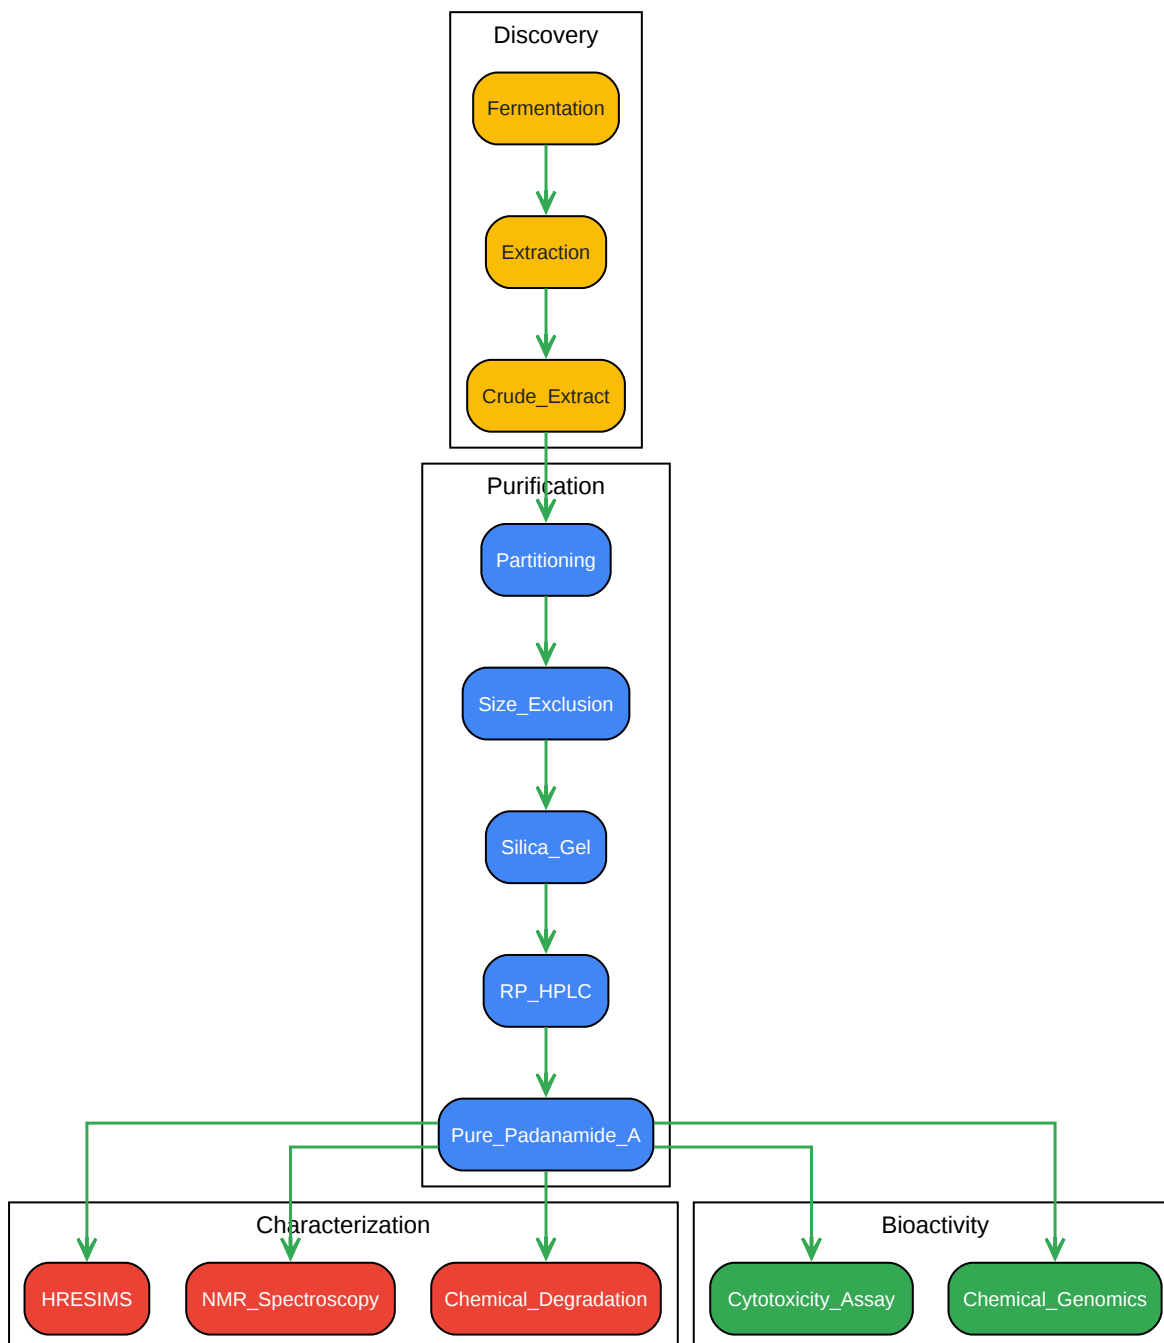 Discovery
Fermentation
Extraction
Crude_Extract
Purification
Partitioning
Size_Exclusion
Silica_Gel
RP_HPLC
Pure_Padanamide_A
Characterization
Bioactivity
HRESIMS
NMR_Spectroscopy
Chemical_Degradation
Cytotoxicity_Assay
Chemical_Genomics